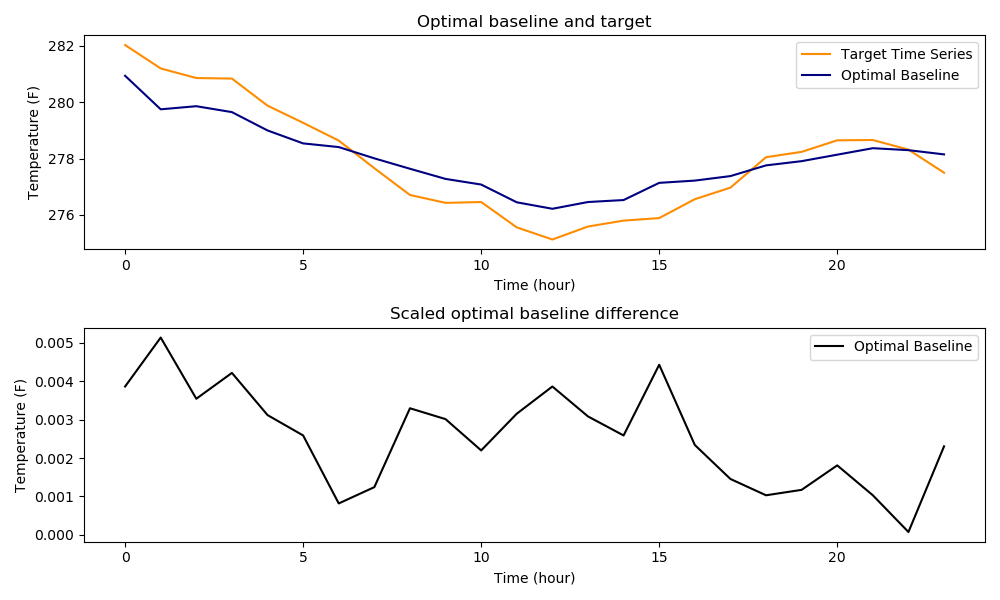 Optimal baseline and target
Temperature (F)
282
280
278
276
Target Time Series
Optimal Baseline
0 5 10 15 20
Time (hour)
Scaled optimal baseline difference
Temperature (F)
0.005
0.004
0.003
0.002
0.001
0.000
Optimal Baseline
0 5 10 15 20
Time (hour)